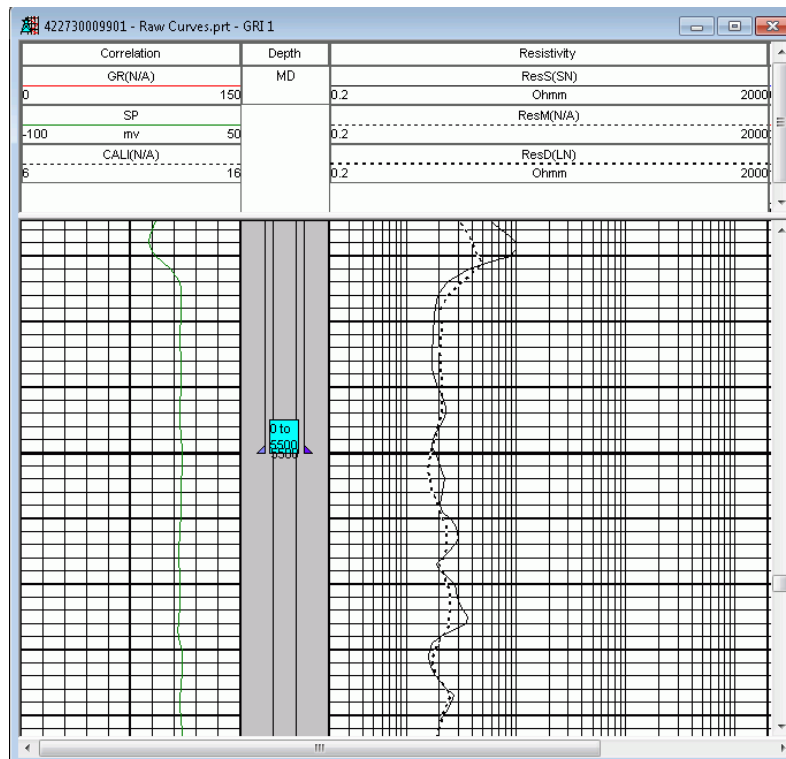 422730009901 - Raw Curves.prt - GRI 1
Correlation Depth Resistivity
GR(N/A) MD ResS(SN)
0 150 0.2 Ohmm 2000
SP ResM(N/A)
-100 mv 50 0.2 2000
CALI(N/A) ResD(LN)
6 16 0.2 Ohmm 2000
0 to
5500
5500